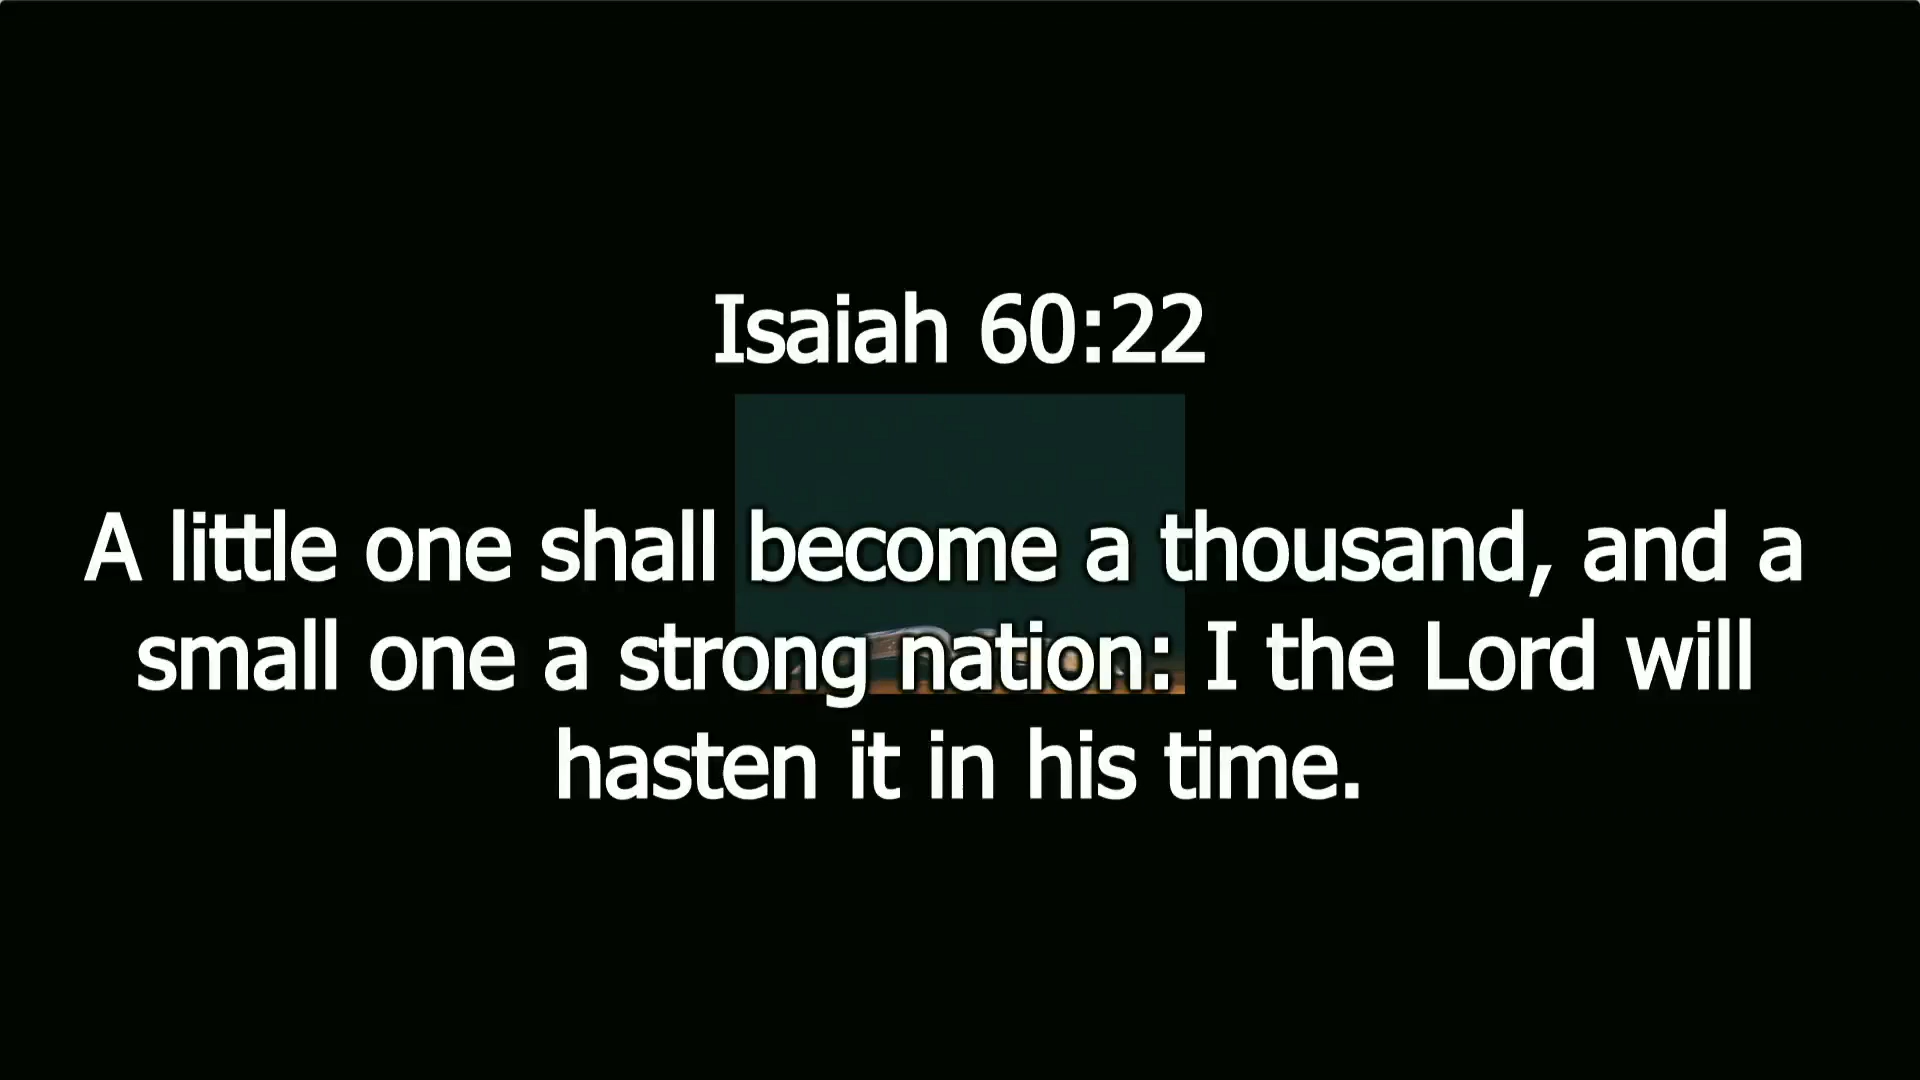 Isaiah 60:22
A little one shall become a thousand, and a
small one a strong nation: I the Lord will
hasten it in his time.